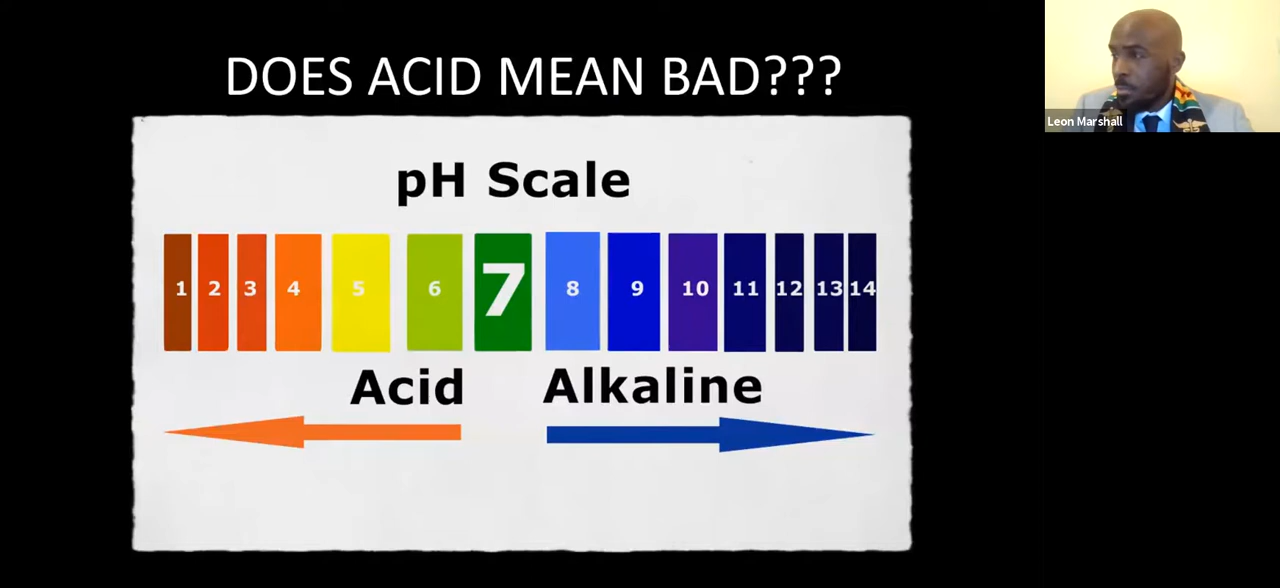 DOES ACID MEAN BAD???
Leon Marshall
pH Scale
1 2 3 4 5 6 7 8 9 10 11 12 13 14
Acid Alkaline